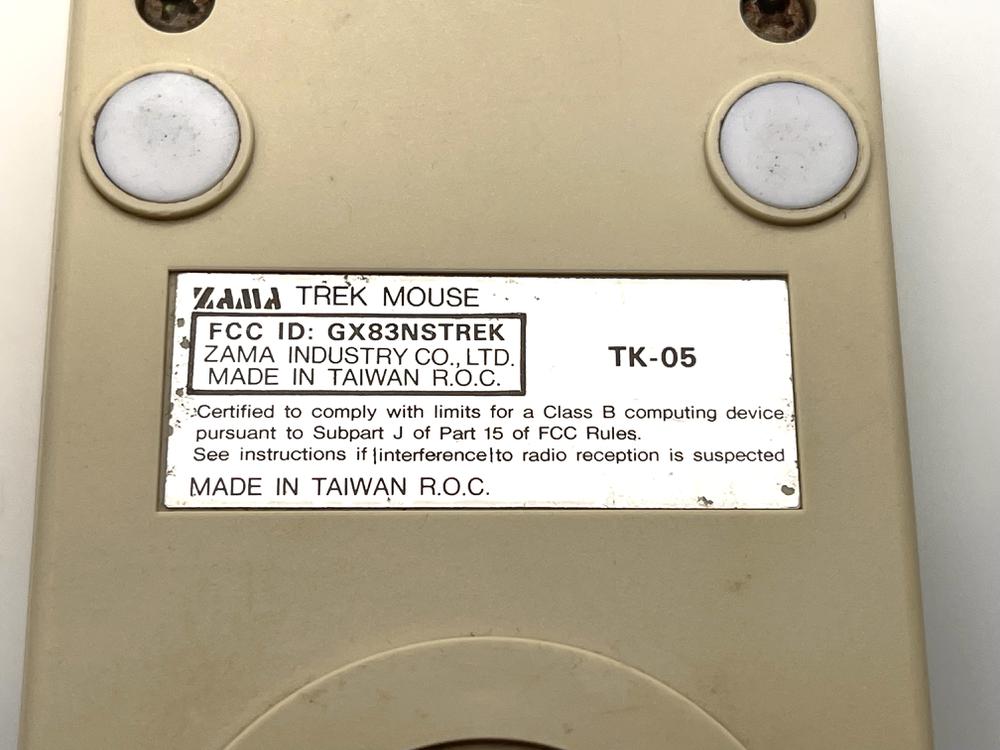 ZAMA TREK MOUSE
FCC ID: GX83NSTREK
ZAMA INDUSTRY CO., LTD.
MADE IN TAIWAN R.O.C.
TK-05
Certified to comply with limits for a Class B computing device
pursuant to Subpart J of Part 15 of FCC Rules.
See instructions if |interference| to radio reception is suspected
MADE IN TAIWAN R.O.C.